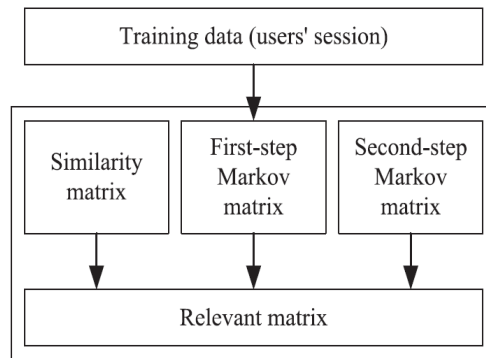 Training data (users' session)
Similarity
matrix
First-step
Markov
matrix
Second-step
Markov
matrix
Relevant matrix